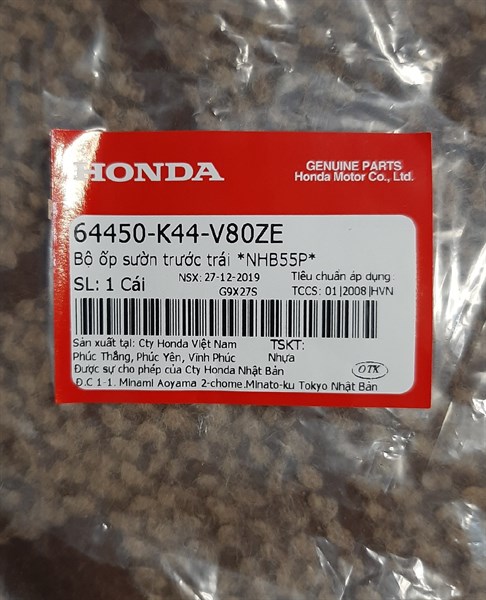 HONDA
GENUINE PARTS
Honda Motor Co., Ltd.
64450-K44-V80ZE
Bộ ốp sườn trước trái *NHB55P*
SL: 1 Cái
NSX: 27-12-2019
Tiêu chuẩn áp dụng :
G9X27S
TCCS: 01|2008|HVN
Sản xuất tại: Cty Honda Việt Nam
TSKT:
Phúc Thắng, Phúc Yên, Vĩnh Phúc
Nhựa
Được sự cho phép của Cty Honda Nhật Bản
OTK
Đ.C 1-1. Minami Aoyama 2-chome.Minato-ku Tokyo Nhật Bản